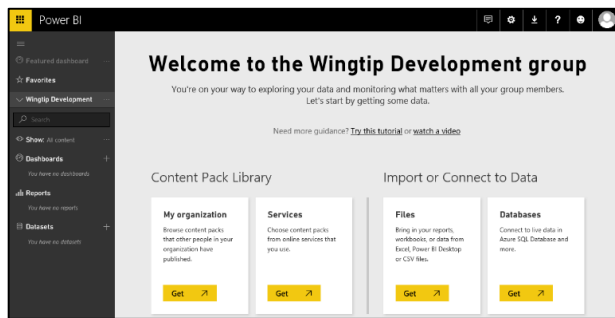 Power BI
?
Featured dashboard
Favorites
Wingtip Development
Search
Show: All content
Dashboards
You have no dashboards
Reports
You have no reports
Datasets
You have no datasets
Welcome to the Wingtip Development group
You're on your way to exploring your data and monitoring what matters with all your group members.
Let's start by getting some data.
Need more guidance? Try this tutorial or watch a video
Content Pack Library
My organization
Browse content packs
that other people in your
organization have
published.
Get
Services
Choose content packs
from online services that
you use.
Get
Import or Connect to Data
Files
Bring in your reports,
workbooks, or data from
Excel, Power BI Desktop
or CSV files.
Get
Databases
Connect to live data in
Azure SQL Database and
more.
Get